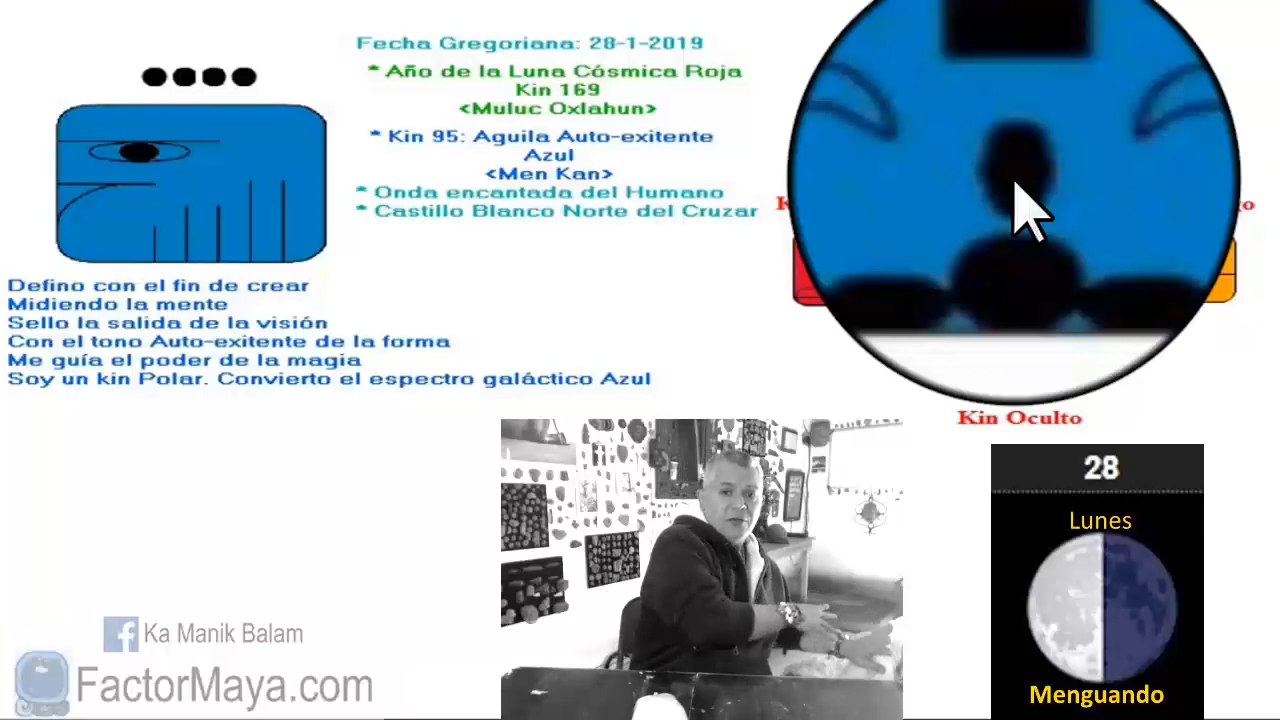 Fecha Gregoriana: 28-1-2019
* Año de la Luna Cósmica Roja
Kin 169
<Muluc Oxlahun>
* Kin 95: Aguila Auto-exitente
Azul
<Men Kan>
* Onda encantada del Humano
* Castillo Blanco Norte del Cruzar
Defino con el fin de crear
Midiendo la mente
Sello la salida de la visión
Con el tono Auto-exitente de la forma
Me guía el poder de la magia
Soy un kin Polar. Convierto el espectro galáctico Azul
Kin Oculto
28
Lunes
Menguando
Ka Manik Balam
FactorMaya.com